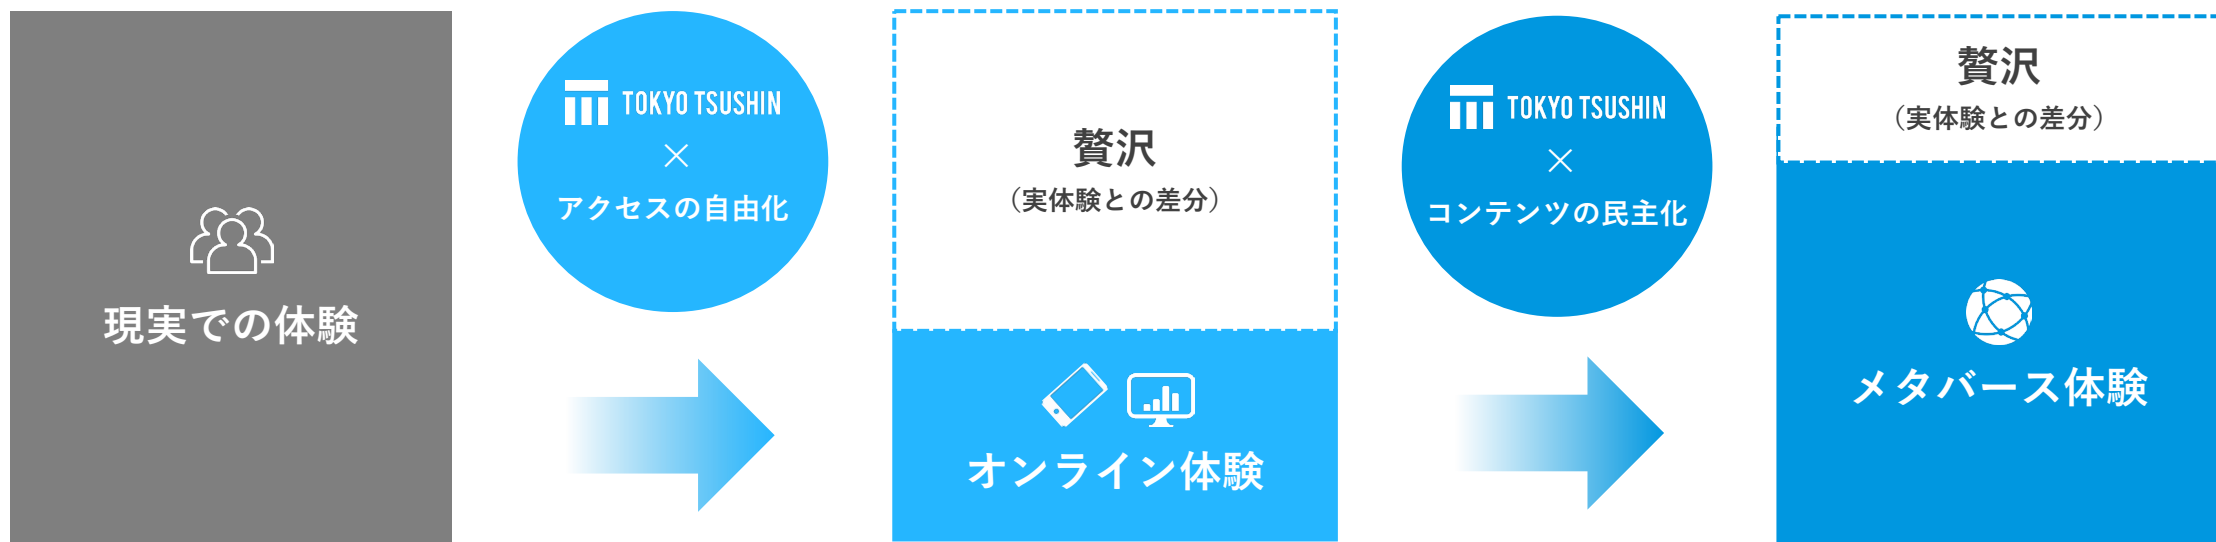 現実での体験
TOKYO TSUSHIN
×
アクセスの自由化
贅沢
（実体験との差分）
オンライン体験
TOKYO TSUSHIN
×
コンテンツの民主化
贅沢
（実体験との差分）
メタバース体験